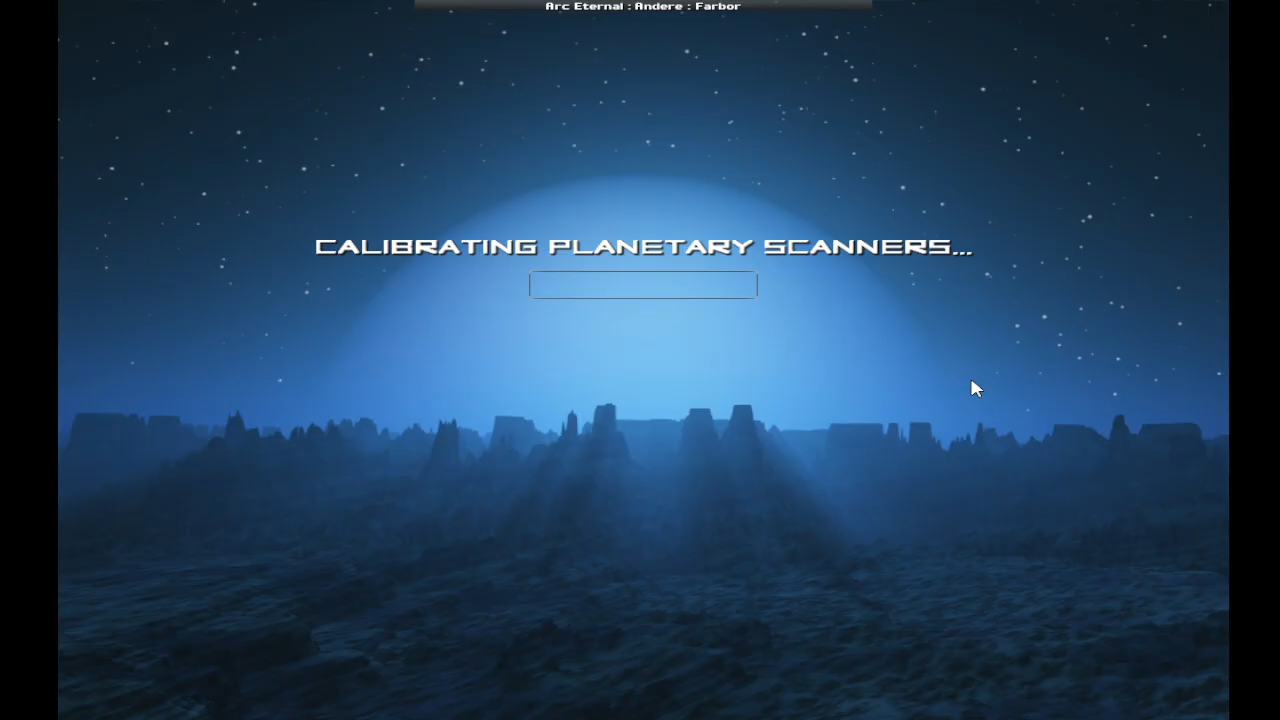 Arc Eternal : Andere : Farbor
CALIBRATING PLANETARY SCANNERS...